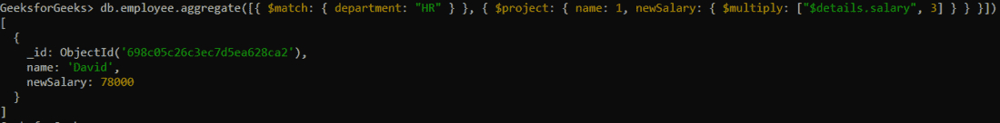 GeeksforGeeks> db.employee.aggregate([{ $match: { department: "HR" } }, { $project: { name: 1, newSalary: { $multiply: ["$details.salary", 3] } } }])
[
  {
    _id: ObjectId('698c05c26c3ec7d5ea628ca2'),
    name: 'David',
    newSalary: 78000
  }
]